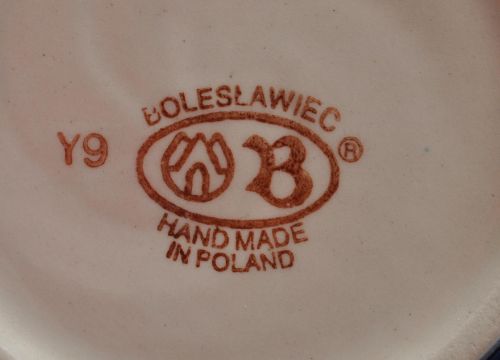 BOLESŁAWIEC
Y9
B ®
HAND MADE
IN POLAND